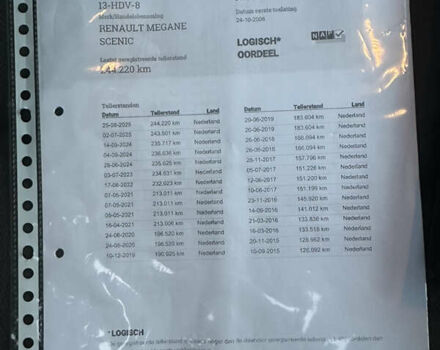 13-HDV-8
Merk/Handelsbenaming
RENAULT MEGANE
SCENIC
Laatst geregistreerde tellerstand
244.220 km
Datum eerste toelating
24-10-2008
LOGISCH*
OORDEEL
NAP
Tellerstanden
Datum Tellerstand Land
25-08-2025 244.220 km Nederland
02-07-2025 243.501 km Nederland
14-09-2024 235.717 km Nederland
04-09-2024 236.636 km Nederland
28-06-2024 235.625 km Nederland
03-07-2023 234.631 km Nederland
17-06-2022 232.023 km Nederland
07-05-2021 213.011 km Nederland
07-05-2021 213.011 km Nederland
05-05-2021 213.011 km Nederland
16-04-2021 213.006 km Nederland
24-06-2020 196.520 km Nederland
24-06-2020 196.520 km Nederland
10-12-2019 190.025 km Nederland
Datum Tellerstand Land
20-06-2019 183.604 km Nederland
20-06-2019 183.604 km Nederland
26-06-2018 166.094 km Nederland
26-06-2018 166.094 km Nederland
28-11-2017 157.796 km Nederland
05-07-2017 151.226 km Nederland
12-06-2017 151.200 km Nederland
10-06-2017 151.199 km Nederland
23-11-2016 145.920 km Nederland
14-06-2016 141.012 km Nederland
21-03-2016 133.836 km Nederland
16-03-2016 133.518 km Nederland
20-11-2015 128.962 km Nederland
10-09-2015 126.092 km Nederland
*LOGISCH